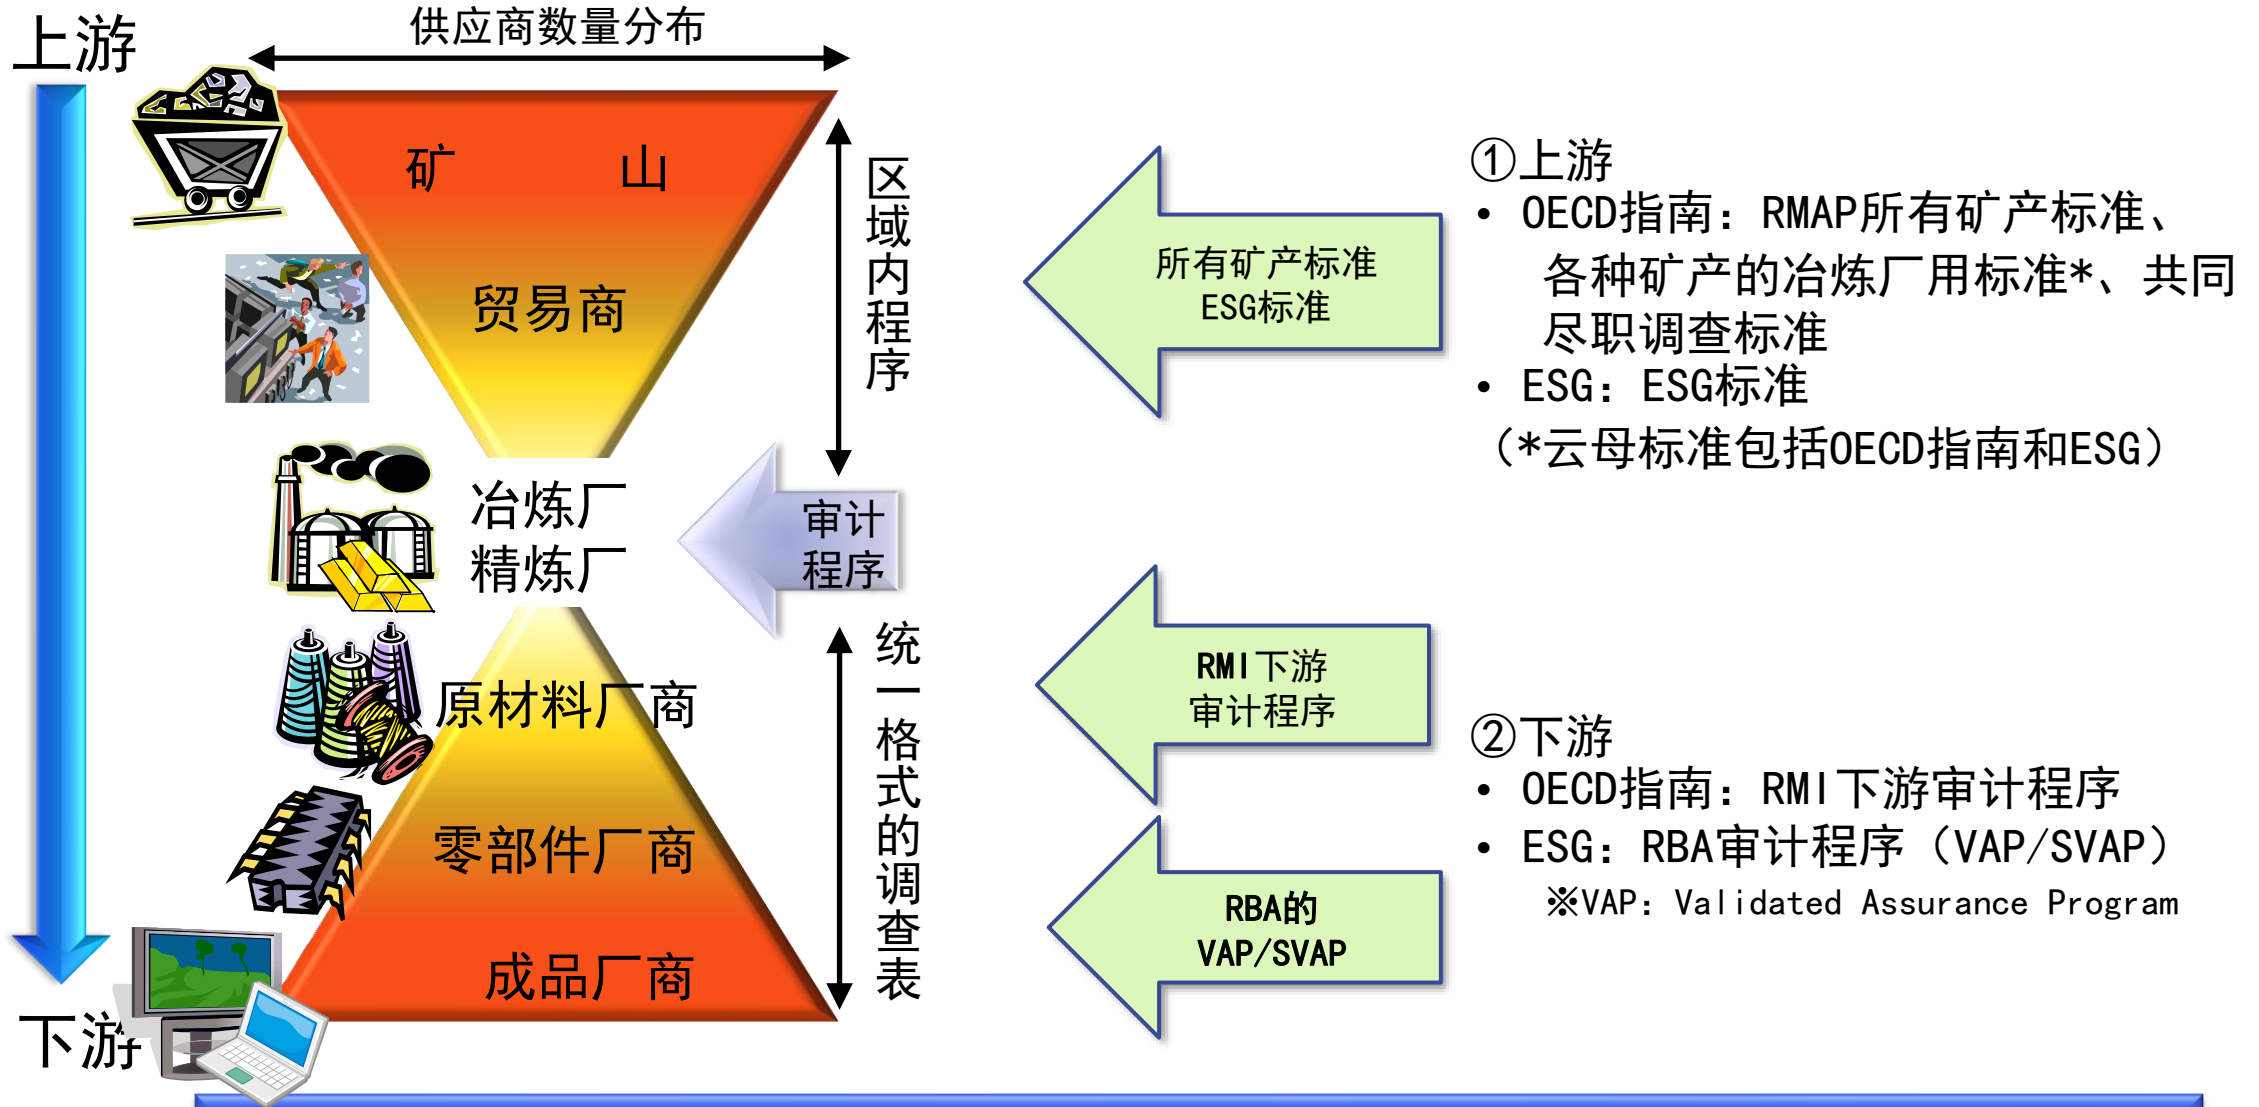 上游
供应商数量分布
矿 山
贸易商
冶炼厂
精炼厂
原材料厂商
零部件厂商
成品厂商
下游
区域内程序
审计
程序
统一格式的调查表
所有矿产标准
ESG标准
RMI下游
审计程序
RBA的
VAP/SVAP
①上游
• OECD指南：RMAP所有矿产标准、
各种矿产的冶炼厂用标准*、共同
尽职调查标准
• ESG：ESG标准
（*云母标准包括OECD指南和ESG）
②下游
• OECD指南：RMI下游审计程序
• ESG：RBA审计程序（VAP/SVAP）
※VAP：Validated Assurance Program